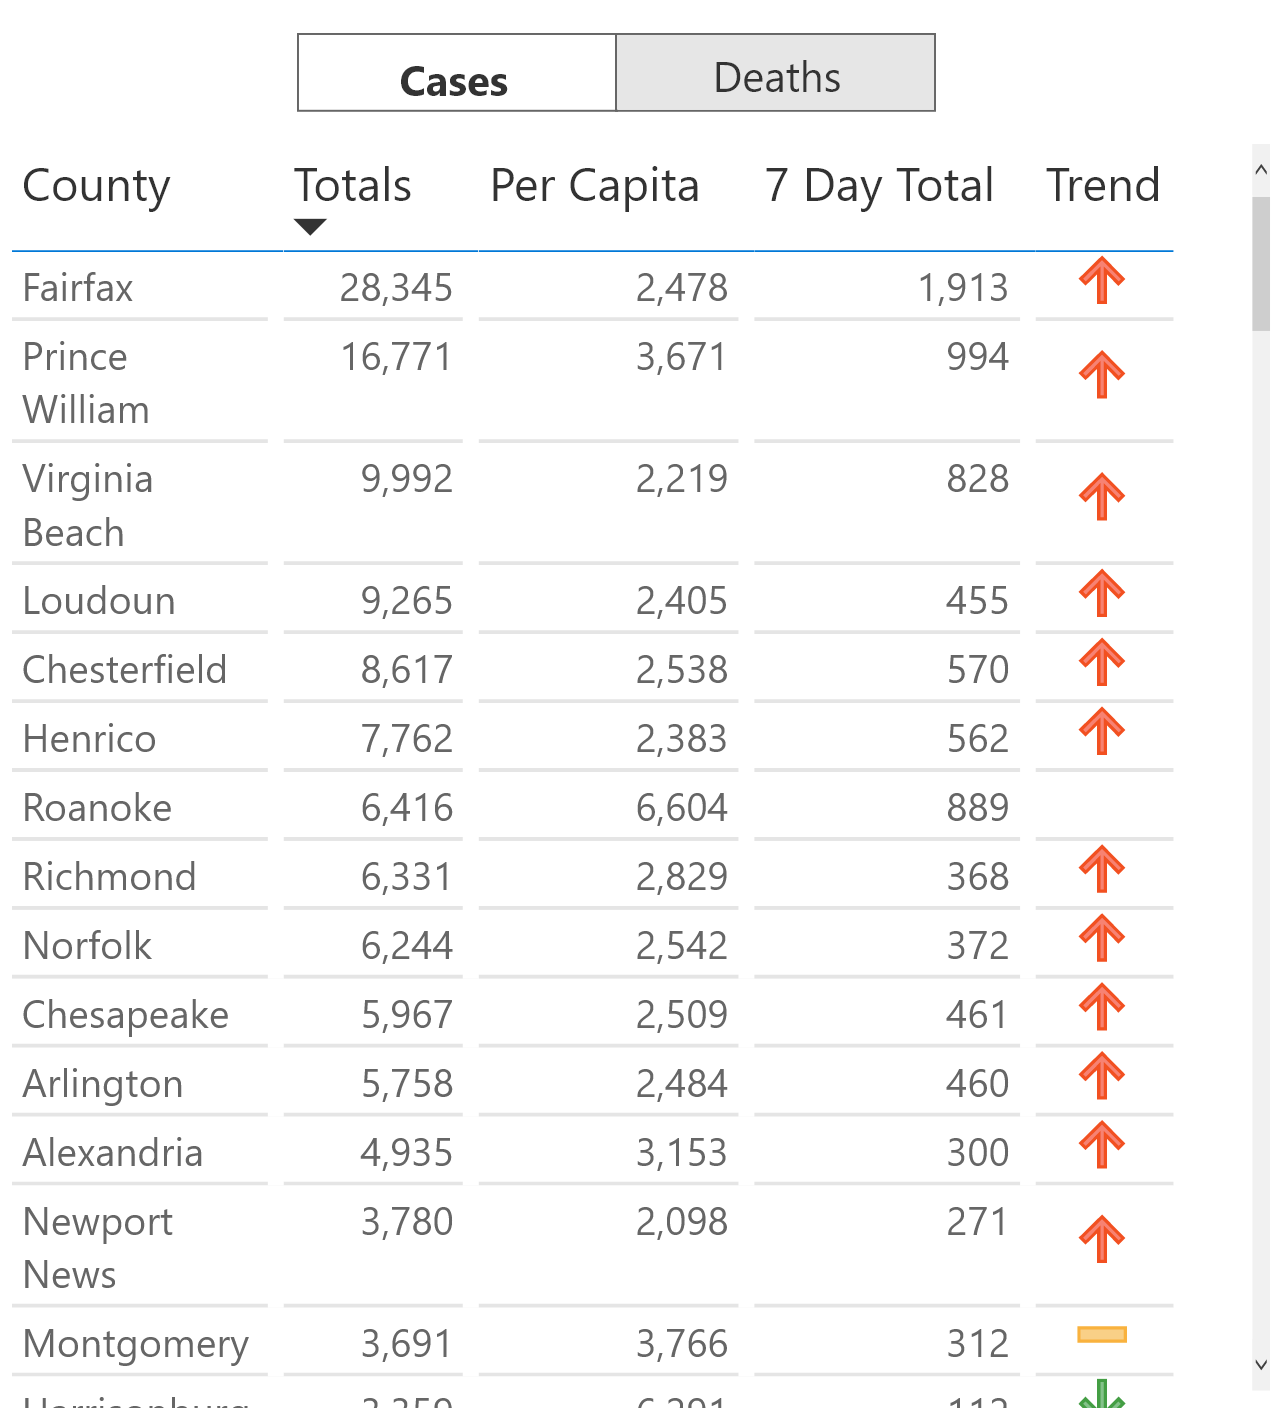 Cases Deaths
County Totals Per Capita 7 Day Total Trend
Fairfax 28,345 2,478 1,913
Prince 16,771 3,671 994
William
Virginia 9,992 2,219 828
Beach
Loudoun 9,265 2,405 455
Chesterfield 8,617 2,538 570
Henrico 7,762 2,383 562
Roanoke 6,416 6,604 889
Richmond 6,331 2,829 368
Norfolk 6,244 2,542 372
Chesapeake 5,967 2,509 461
Arlington 5,758 2,484 460
Alexandria 4,935 3,153 300
Newport 3,780 2,098 271
News
Montgomery 3,691 3,766 312